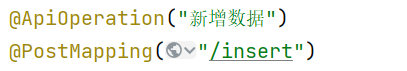 @ApiOperation("新增数据")
@PostMapping("/insert")